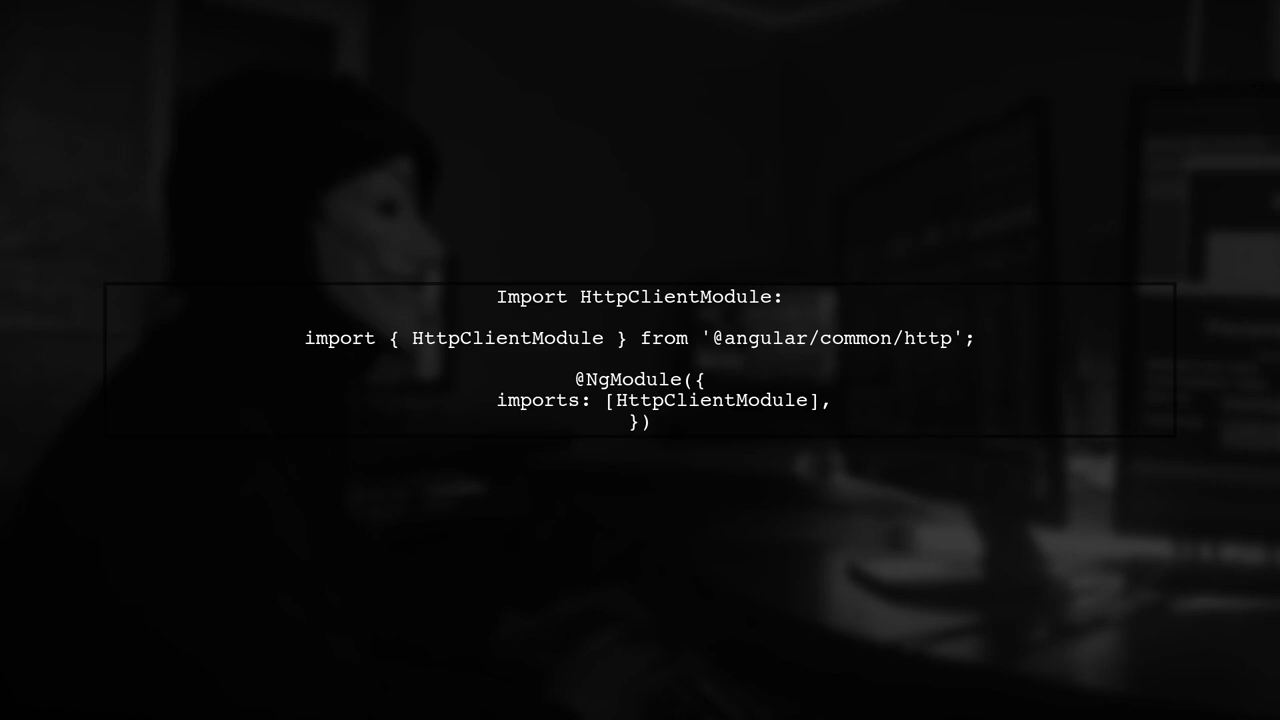 Import HttpClientModule:
import { HttpClientModule } from '@angular/common/http';
@NgModule({
imports: [HttpClientModule],
})